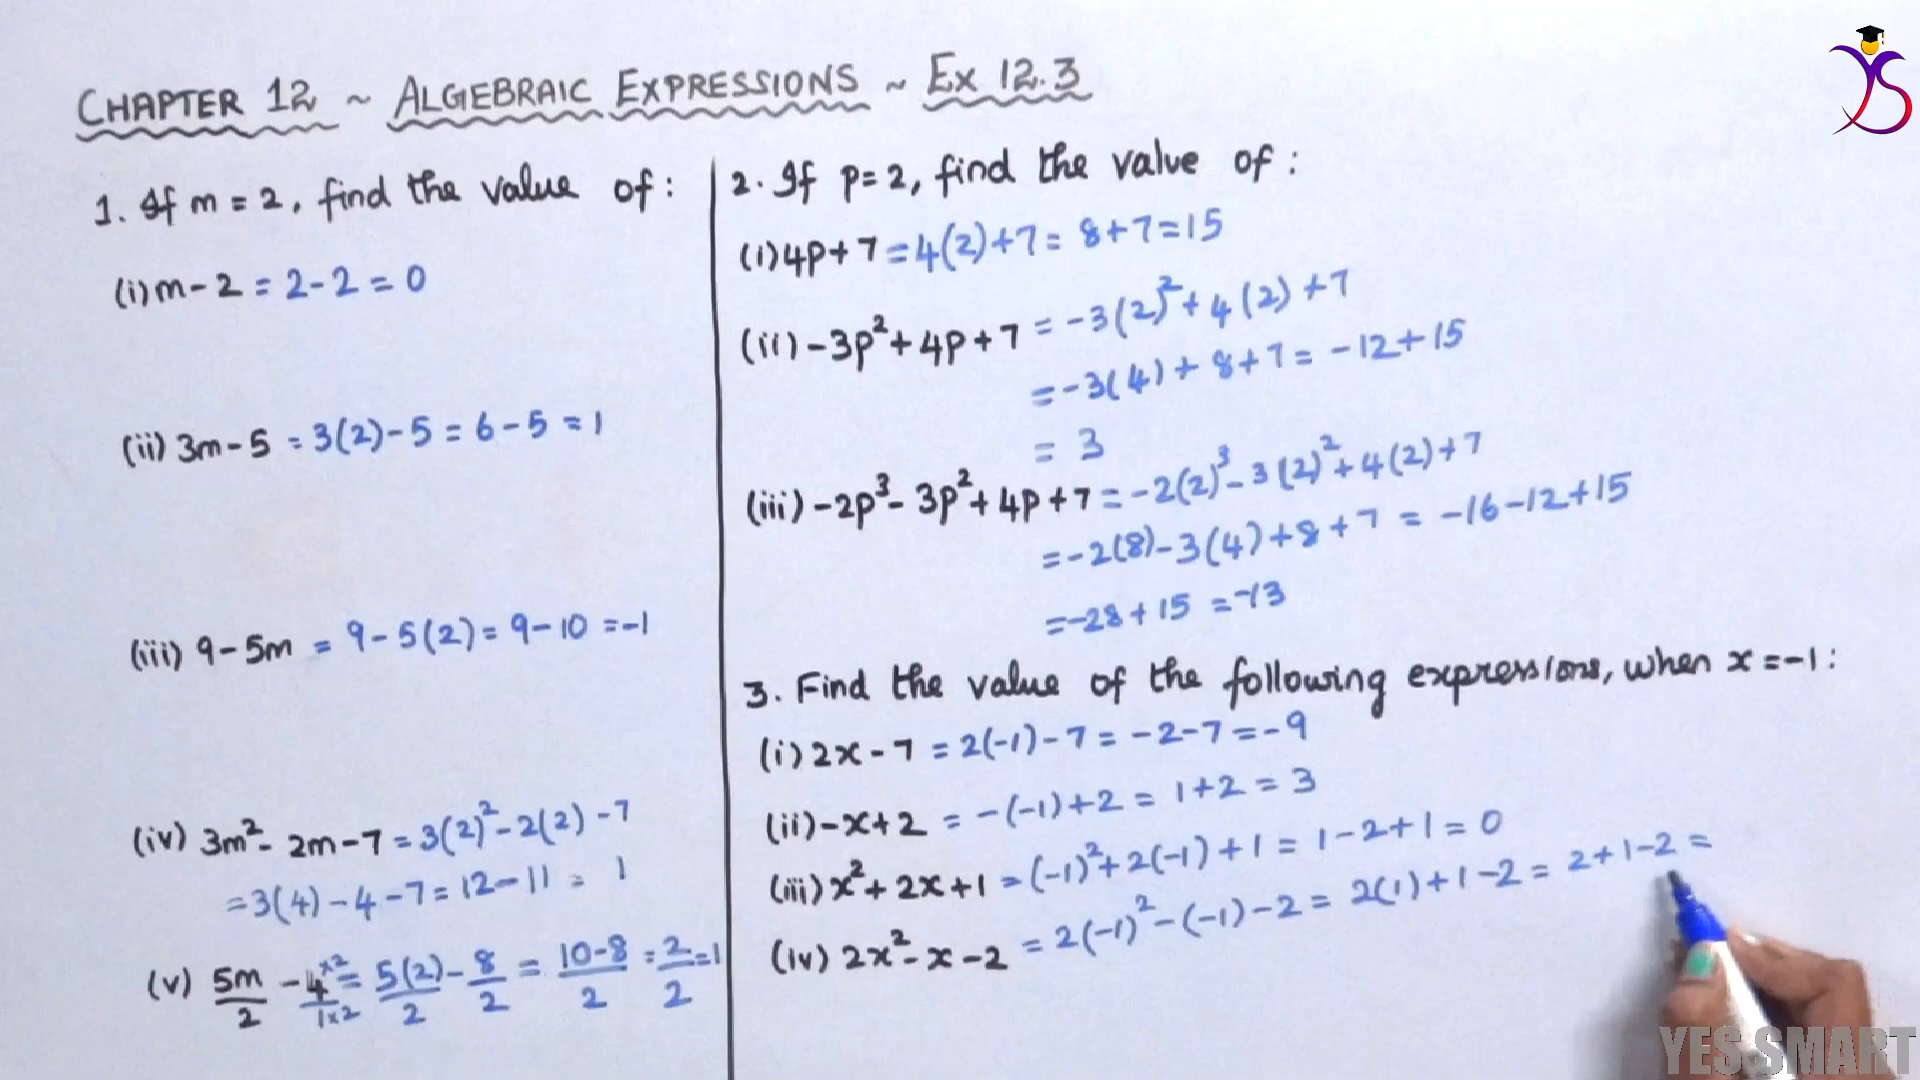 CHAPTER 12 ~ ALGEBRAIC EXPRESSIONS ~ EX 12.3
1. If m = 2, find the value of :
(i) m - 2 = 2 - 2 = 0
(ii) 3m - 5 = 3(2) - 5 = 6 - 5 = 1
(iii) 9 - 5m = 9 - 5(2) = 9 - 10 = -1
(iv) 3m² - 2m - 7 = 3(2)² - 2(2) - 7
= 3(4) - 4 - 7 = 12 - 11 = 1
(v) 5m/2 - 4×2/1×2 = 5(2)/2 - 8/2 = 10-8/2 = 2/2 = 1
2. If p = 2, find the value of :
(i) 4p + 7 = 4(2) + 7 = 8 + 7 = 15
(ii) -3p² + 4p + 7 = -3(2)² + 4(2) + 7
= -3(4) + 8 + 7 = -12 + 15
= 3
(iii) -2p³ - 3p² + 4p + 7 = -2(2)³ - 3(2)² + 4(2) + 7
= -2(8) - 3(4) + 8 + 7 = -16 - 12 + 15
= -28 + 15 = -13
3. Find the value of the following expressions, when x = -1 :
(i) 2x - 7 = 2(-1) - 7 = -2 - 7 = -9
(ii) -x + 2 = -(-1) + 2 = 1 + 2 = 3
(iii) x² + 2x + 1 = (-1)² + 2(-1) + 1 = 1 - 2 + 1 = 0
(iv) 2x² - x - 2 = 2(-1)² - (-1) - 2 = 2(1) + 1 - 2 = 2 + 1 - 2 =
YS
YES SMART